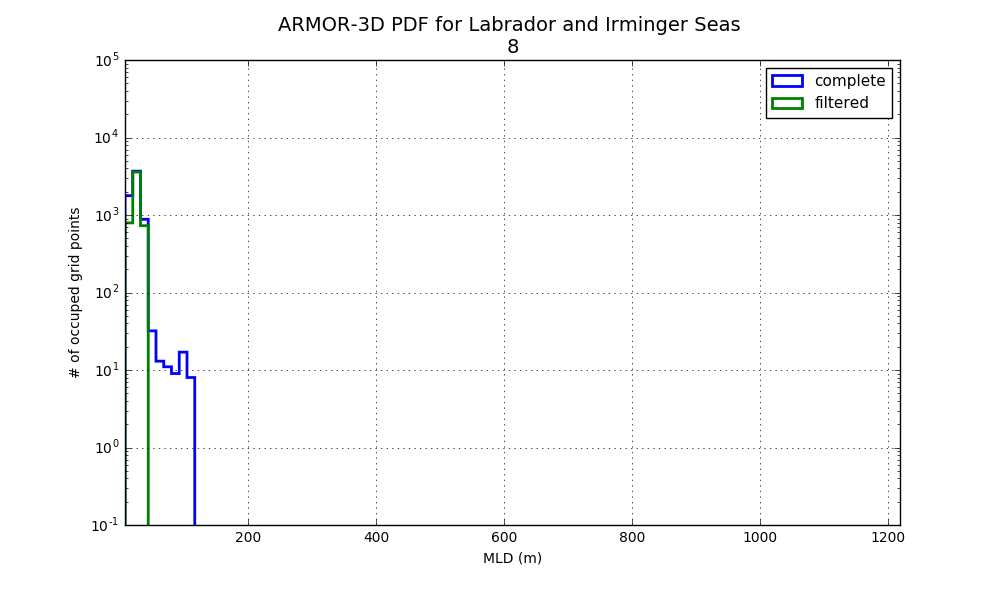 ARMOR-3D PDF for Labrador and Irminger Seas
8
complete
filtered
10^5
10^4
10^3
10^2
10^1
10^0
10^-1
# of occuped grid points
200 400 600 800 1000 1200
MLD (m)